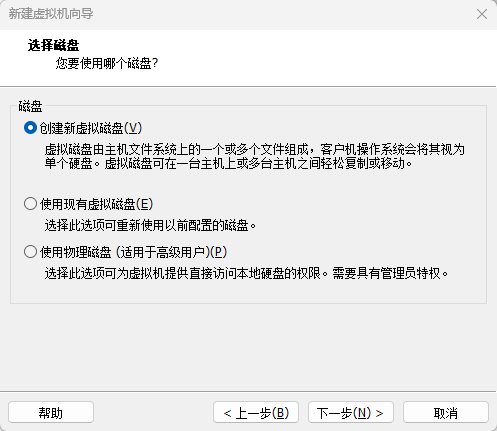 新建虚拟机向导
选择磁盘
您要使用哪个磁盘?
磁盘
创建新虚拟磁盘(V)
虚拟磁盘由主机文件系统上的一个或多个文件组成，客户机操作系统会将其视为
单个硬盘。虚拟磁盘可在一台主机上或多台主机之间轻松复制或移动。
使用现有虚拟磁盘(E)
选择此选项可重新使用以前配置的磁盘。
使用物理磁盘 (适用于高级用户)(P)
选择此选项可为虚拟机提供直接访问本地硬盘的权限。需要具有管理员特权。
帮助
< 上一步(B)
下一步(N) >
取消